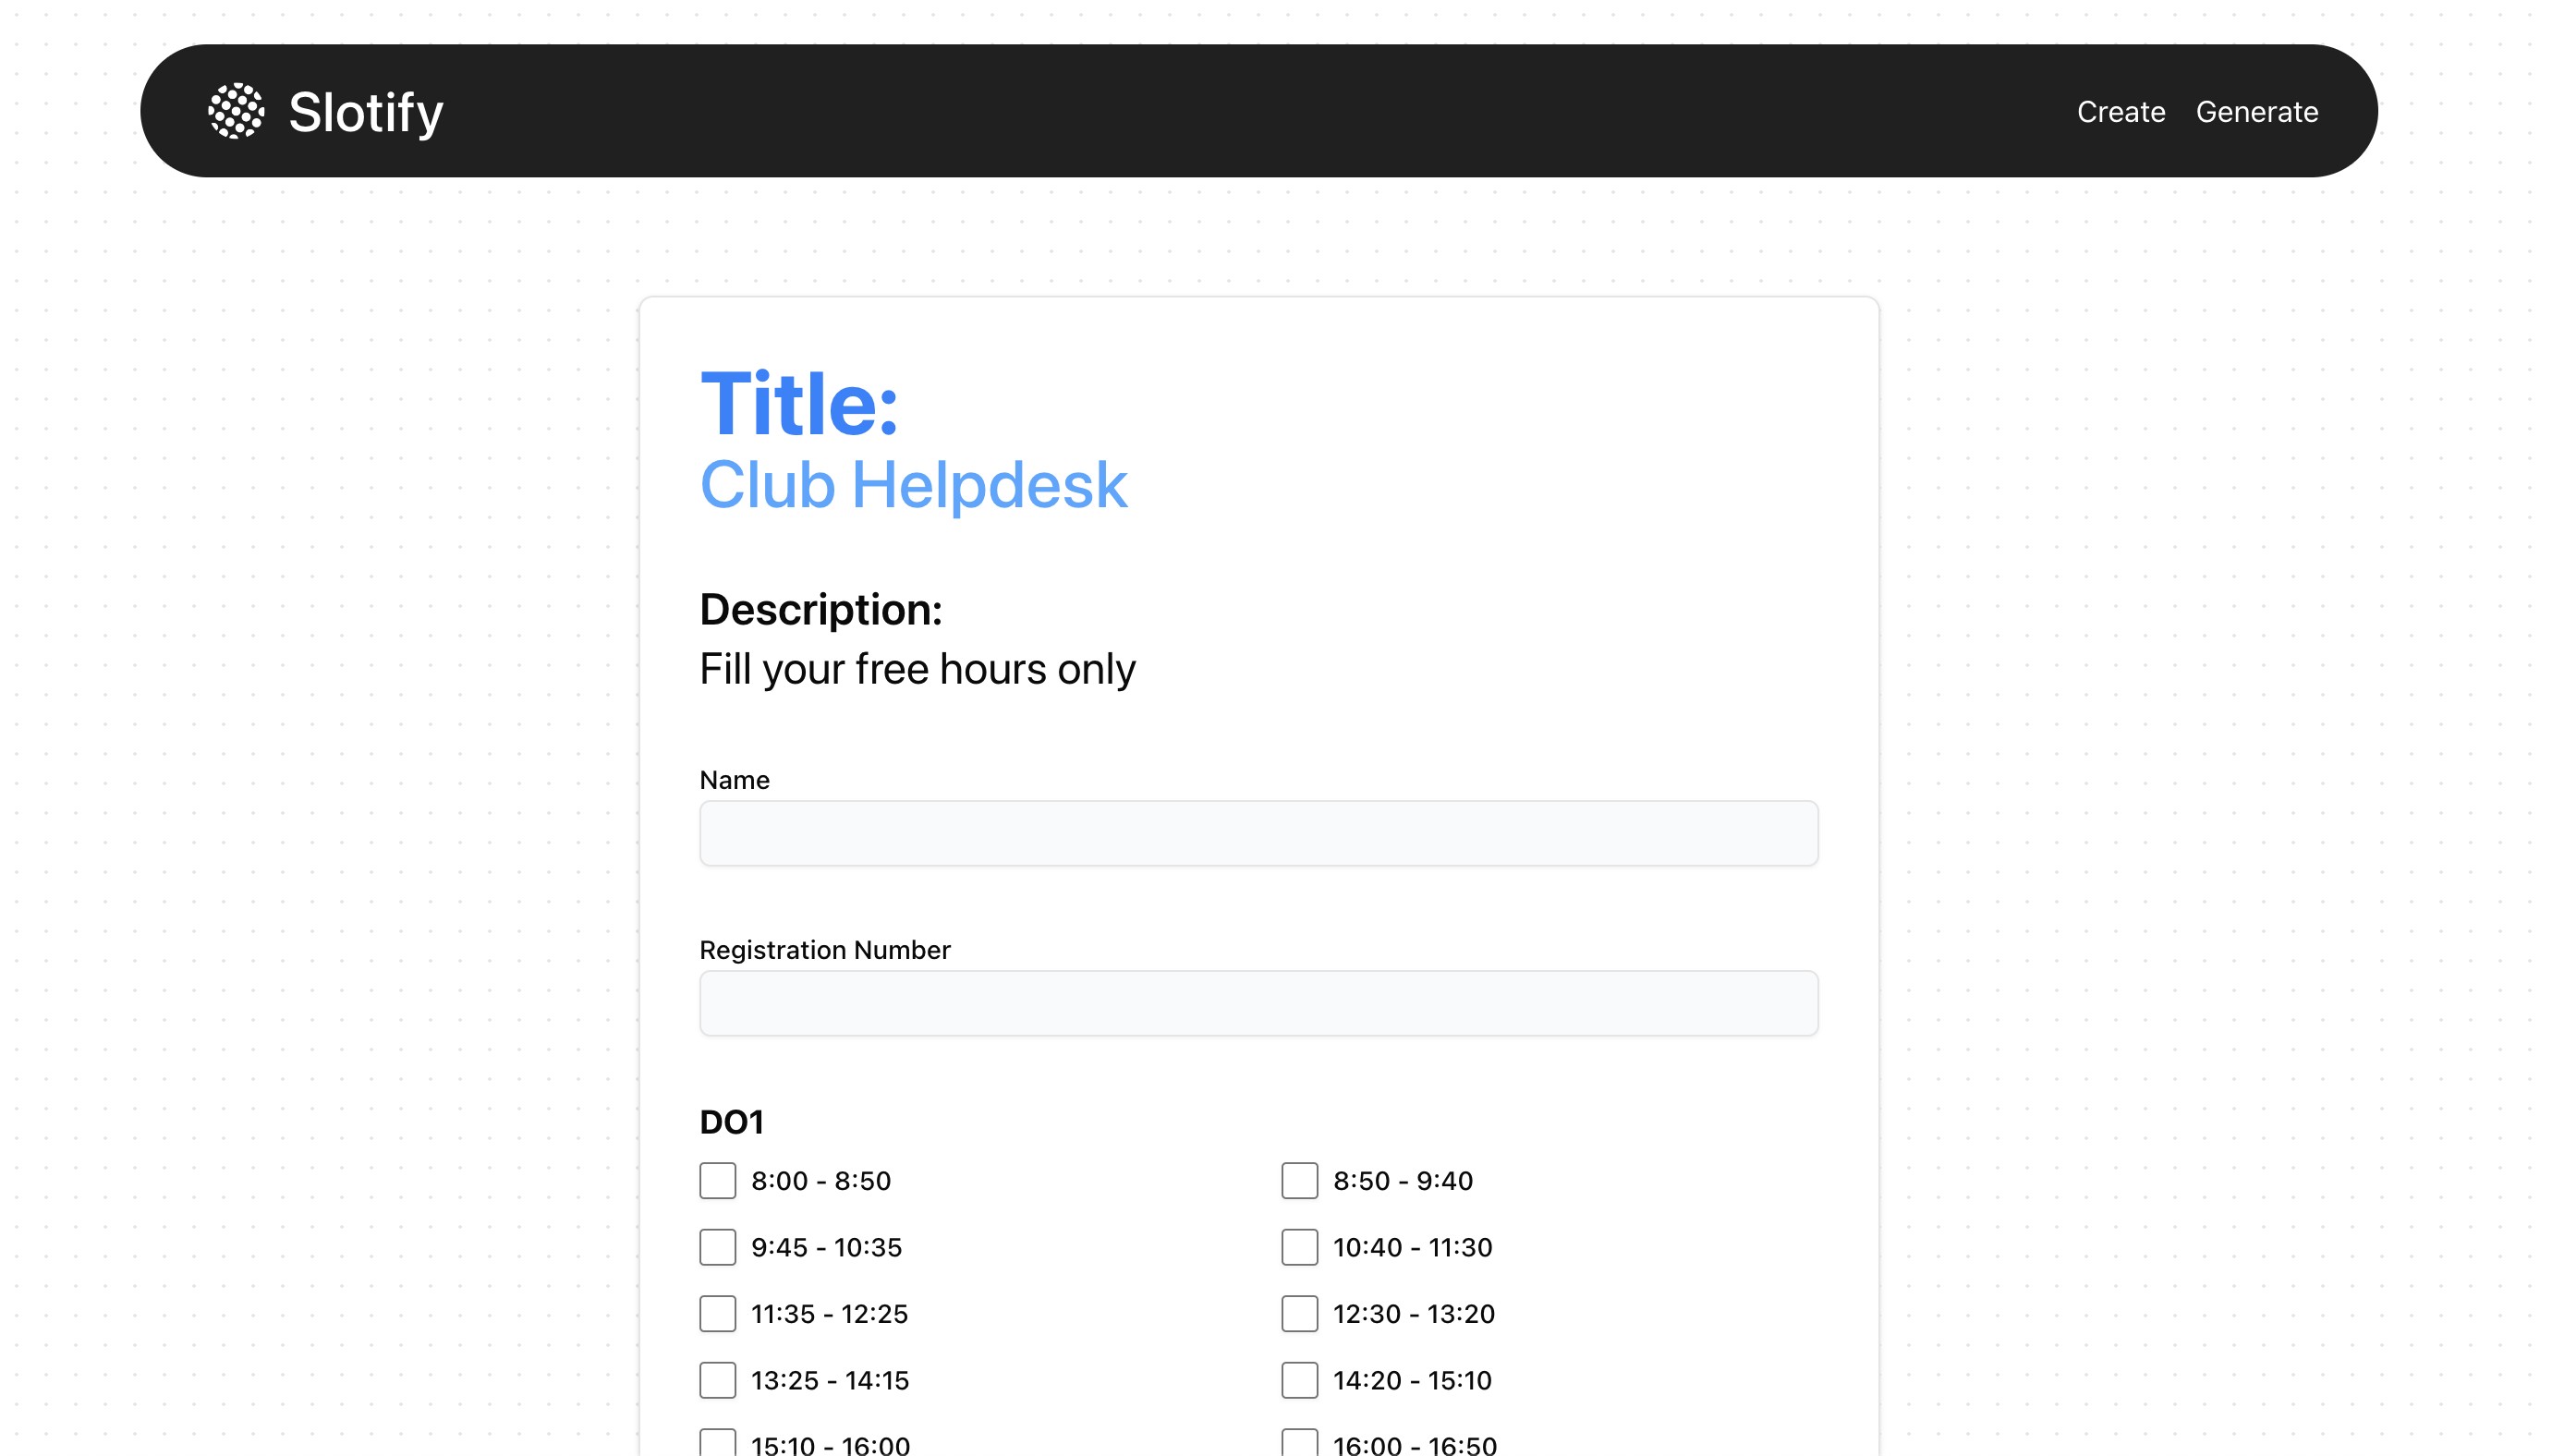 Slotify
Create Generate
Title:
Club Helpdesk
Description:
Fill your free hours only
Name
Registration Number
DO1
8:00 - 8:50 8:50 - 9:40
9:45 - 10:35 10:40 - 11:30
11:35 - 12:25 12:30 - 13:20
13:25 - 14:15 14:20 - 15:10
15:10 - 16:00 16:00 - 16:50